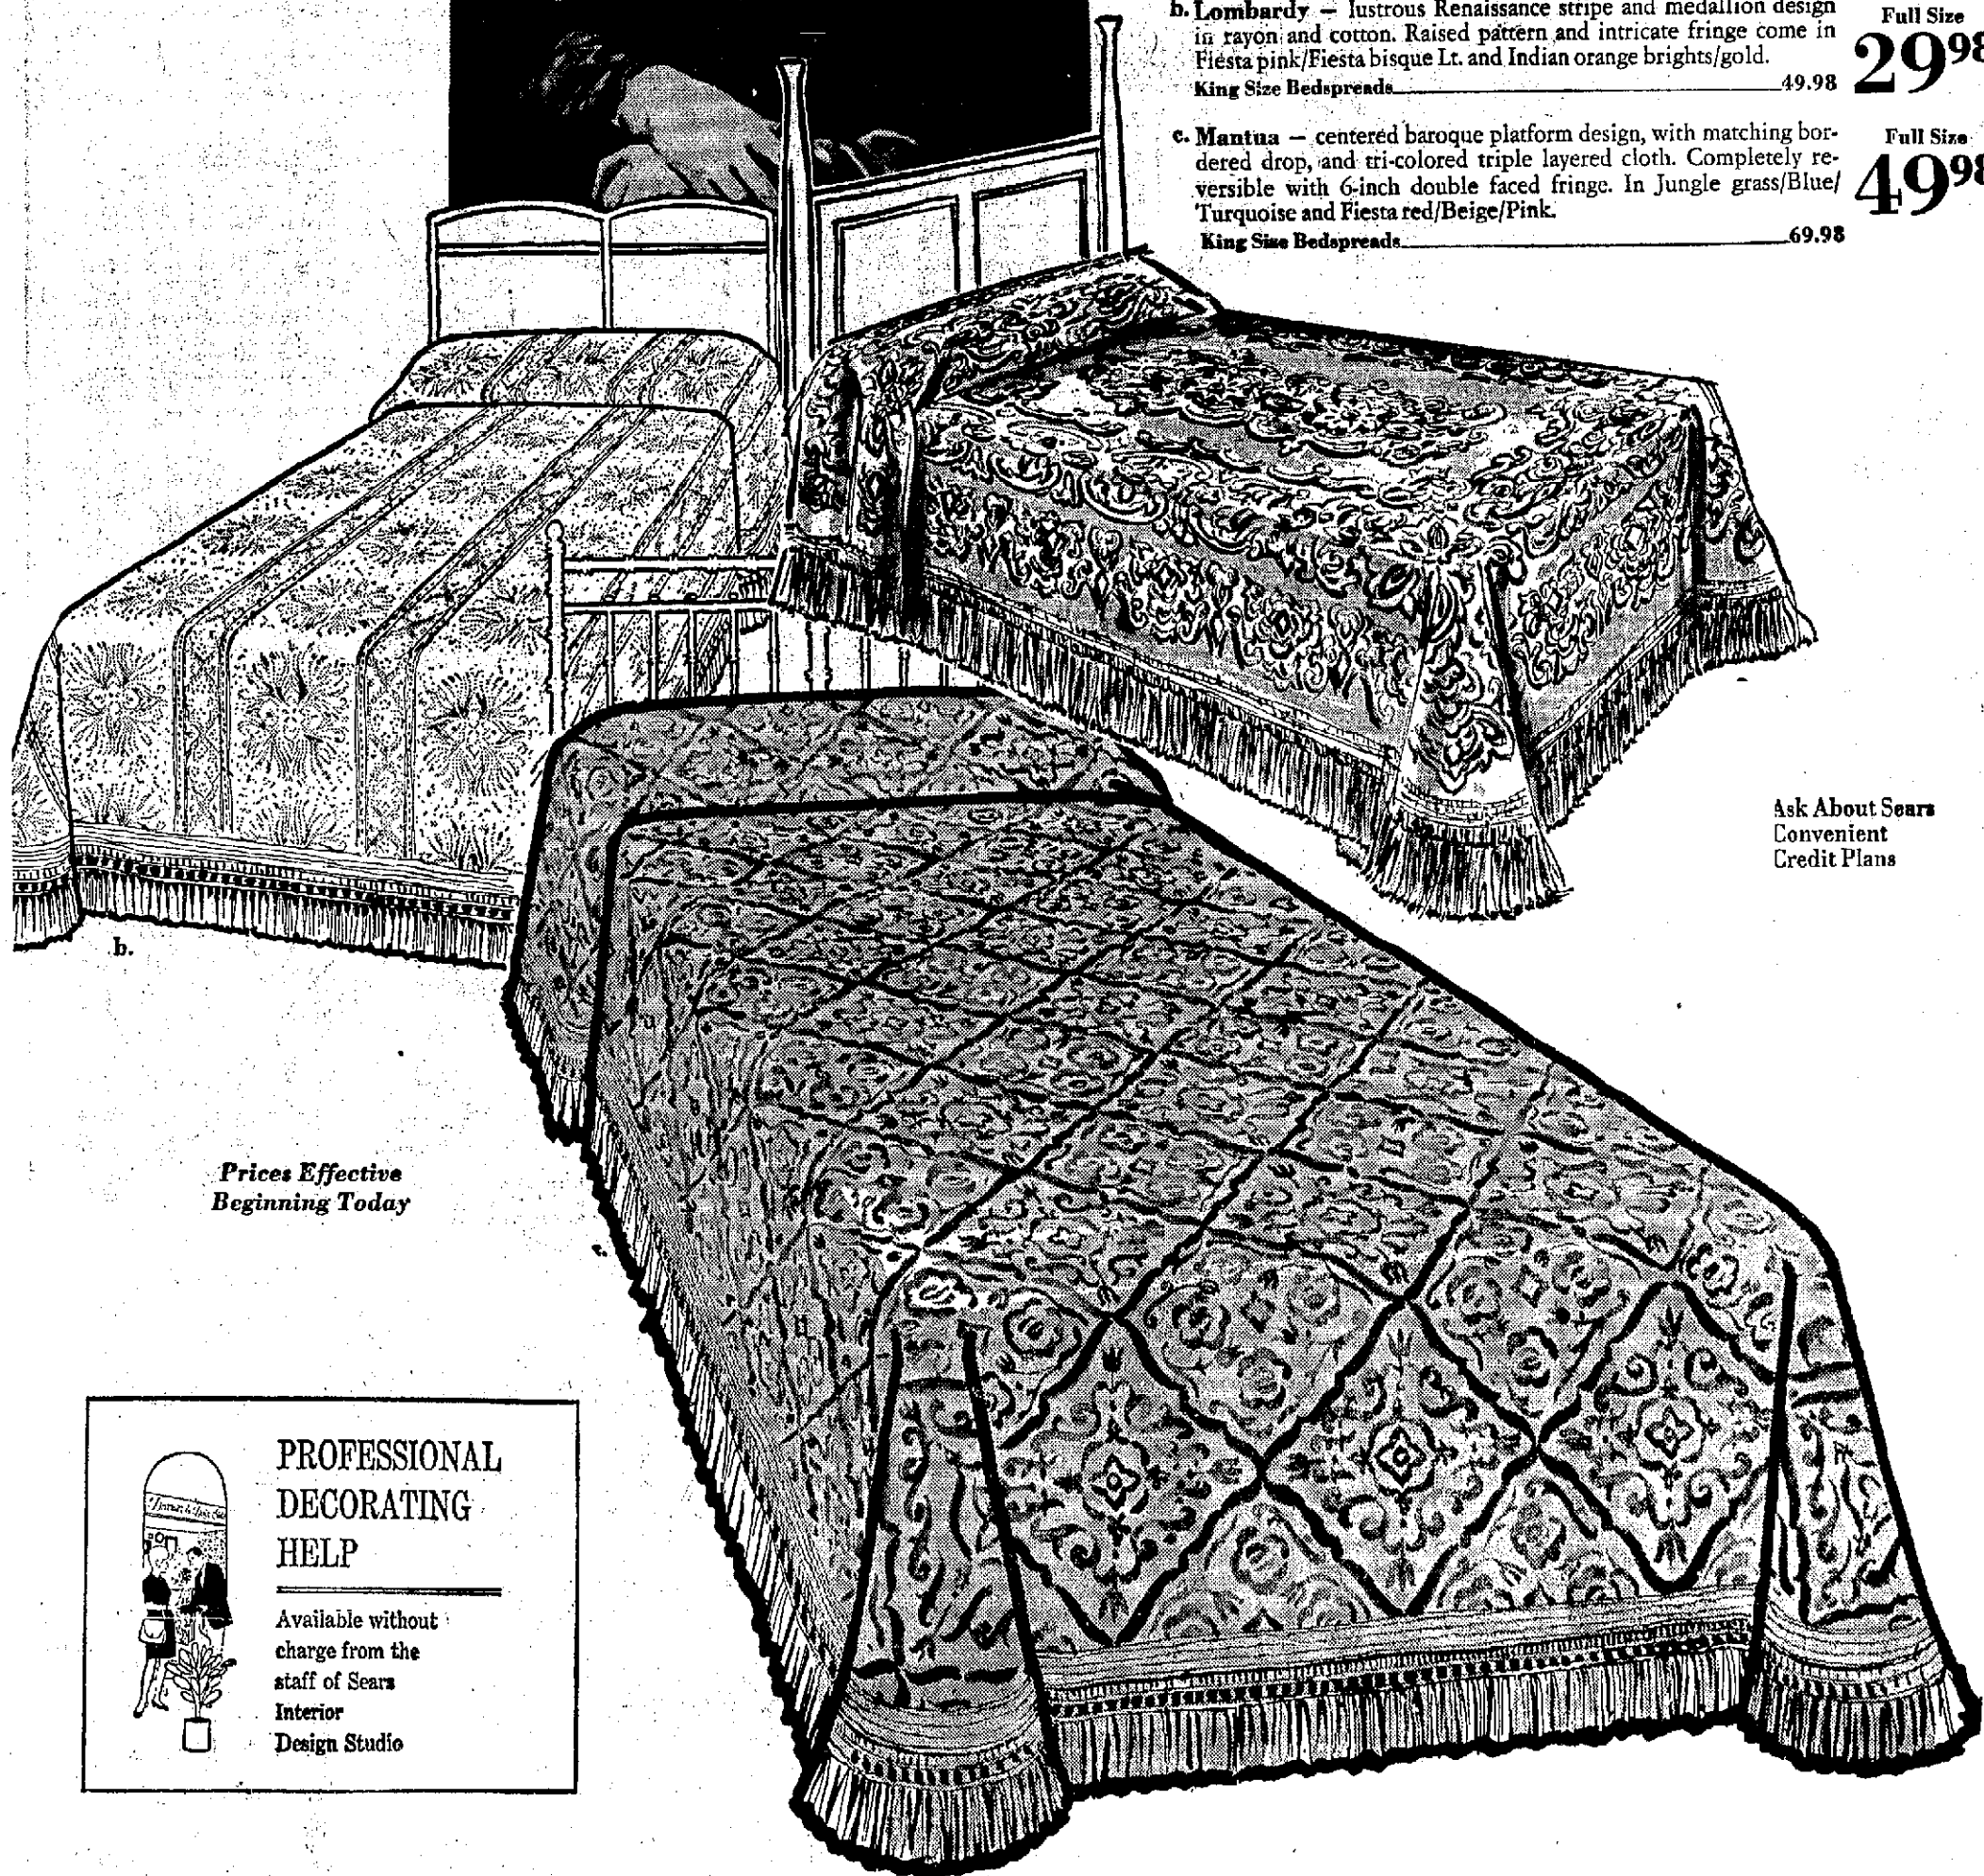 b. Lombardy — lustrous Renaissance stripe and medallion design
in rayon and cotton. Raised pattern and intricate fringe come in
Fiesta pink/Fiesta bisque Lt. and Indian orange brights/gold.
King Size Bedspreads 49.98
Full Size
29 98
c. Mantua — centered baroque platform design, with matching bor-
dered drop, and tri-colored triple layered cloth. Completely re-
versible with 6-inch double faced fringe. In Jungle grass/Blue/
Turquoise and Fiesta red/Beige/Pink.
King Size Bedspreads 69.98
Full Size
49 98
Ask About Sears
Convenient
Credit Plans
b.
Prices Effective
Beginning Today
PROFESSIONAL
DECORATING
HELP
Available without
charge from the
staff of Sears
Interior
Design Studio